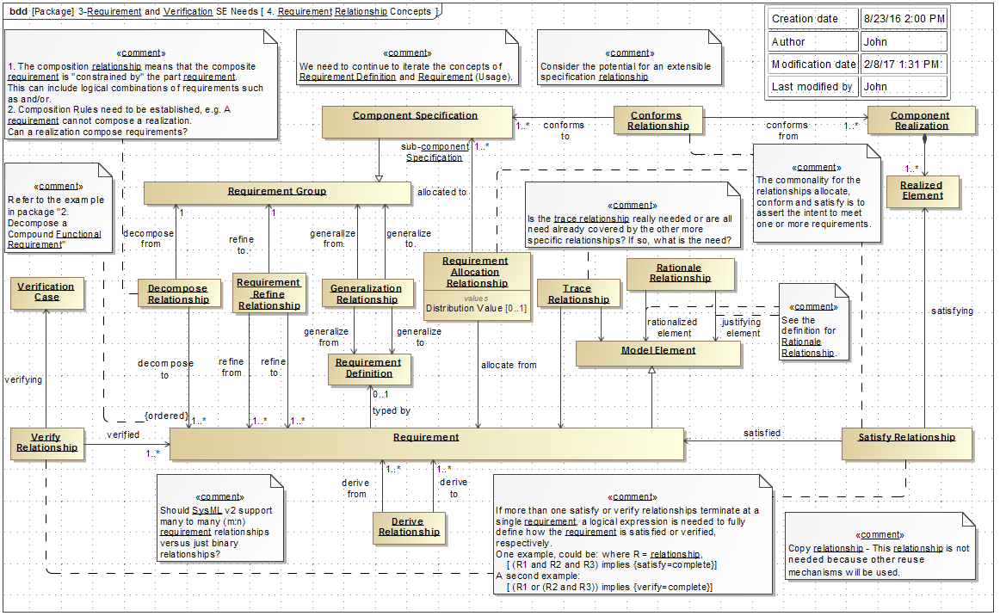 bdd [Package] 3-Requirement and Verification SE Needs [ 4. Requirement Relationship Concepts ]
Creation date 8/23/16 2:00 PM
Author John
Modification date 2/8/17 1:31 PM
Last modified by John
«comment»
1. The composition relationship means that the composite
requirement is "constrained by" the part requirement.
This can include logical combinations of requirements such
as and/or.
2. Composition Rules need to be established, e.g. A
requirement cannot compose a realization.
Can a realization compose requirements?
«comment»
We need to continue to iterate the concepts of
Requirement Definition and Requirement (Usage).
«comment»
Consider the potential for an extensible
specification relationship
Component Specification
1..*
conforms
to
Conforms
Relationship
conforms
from
1..*
Component
Realization
sub-component
Specification
1..*
«comment»
The commonality for the
relationships allocate,
conform and satisfy is to
assert the intent to meet
one or more requirements.
1..*
Realized
Element
«comment»
Refer to the example
in package "2.
Decompose a
Compound Functional
Requirement"
Requirement Group
allocated to
«comment»
Is the trace relationship really needed or are all
need already covered by the other more
specific relationships? If so, what is the need?
1
decompose
from
1
refine
to.
generalize
from.
generalize
to.
Verification
Case
Decompose
Relationship
Requirement
Refine
Relationship
Generalization
Relationship
Requirement
Allocation
Relationship
values
Distribution Value [0..1]
Trace
Relationship
Rationale
Relationship
rationalized
element
justifying
element
«comment»
See the
definition for
Rationale
Relationship.
satisfying
generalize
from
generalize
to
Model Element
Requirement
Definition
decompose
to
refine
from
refine
to
allocate from
verifying
0..1
typed by
{ordered}
1..*
1..*
1..*
Verify
Relationship
verified
1..*
Requirement
satisfied
Satisfy Relationship
1..*
1..*
derive
from
derive
to
Derive
Relationship
«comment»
Should SysML v2 support
many to many (m:n)
requirement relationships
versus just binary
relationships?
«comment»
If more than one satisfy or verify relationships terminate at a
single requirement, a logical expression is needed to fully
define how the requirement is satisfied or verified,
respectively.
One example, could be: where R = relationship,
[ (R1 and R2 and R3) implies {satisfy=complete}]
A second example:
[ (R1 or (R2 and R3)) implies {verify=complete}]
«comment»
Copy relationship - This relationship is not
needed because other reuse
mechanisms will be used.